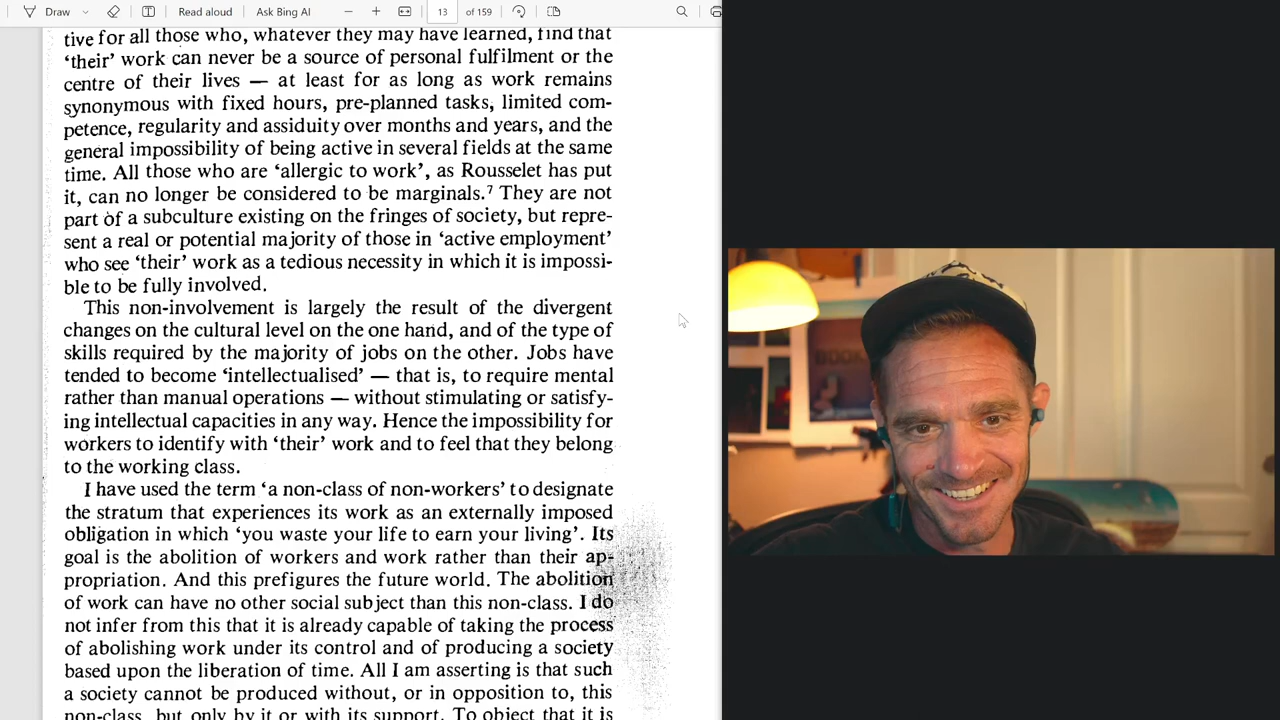 Draw
Read aloud
Ask Bing AI
13 of 159
tive for all those who, whatever they may have learned, find that
‘their’ work can never be a source of personal fulfilment or the
centre of their lives — at least for as long as work remains
synonymous with fixed hours, pre-planned tasks, limited com-
petence, regularity and assiduity over months and years, and the
general impossibility of being active in several fields at the same
time. All those who are ‘allergic to work’, as Rousselet has put
it, can no longer be considered to be marginals.⁷ They are not
part of a subculture existing on the fringes of society, but repre-
sent a real or potential majority of those in ‘active employment’
who see ‘their’ work as a tedious necessity in which it is impossi-
ble to be fully involved.
This non-involvement is largely the result of the divergent
changes on the cultural level on the one hand, and of the type of
skills required by the majority of jobs on the other. Jobs have
tended to become ‘intellectualised’ — that is, to require mental
rather than manual operations — without stimulating or satisfy-
ing intellectual capacities in any way. Hence the impossibility for
workers to identify with ‘their’ work and to feel that they belong
to the working class.
I have used the term ‘a non-class of non-workers’ to designate
the stratum that experiences its work as an externally imposed
obligation in which ‘you waste your life to earn your living’. Its
goal is the abolition of workers and work rather than their ap-
propriation. And this prefigures the future world. The abolition
of work can have no other social subject than this non-class. I do
not infer from this that it is already capable of taking the process
of abolishing work under its control and of producing a society
based upon the liberation of time. All I am asserting is that such
a society cannot be produced without, or in opposition to, this
non-class, but only by it or with its support. To object that it is